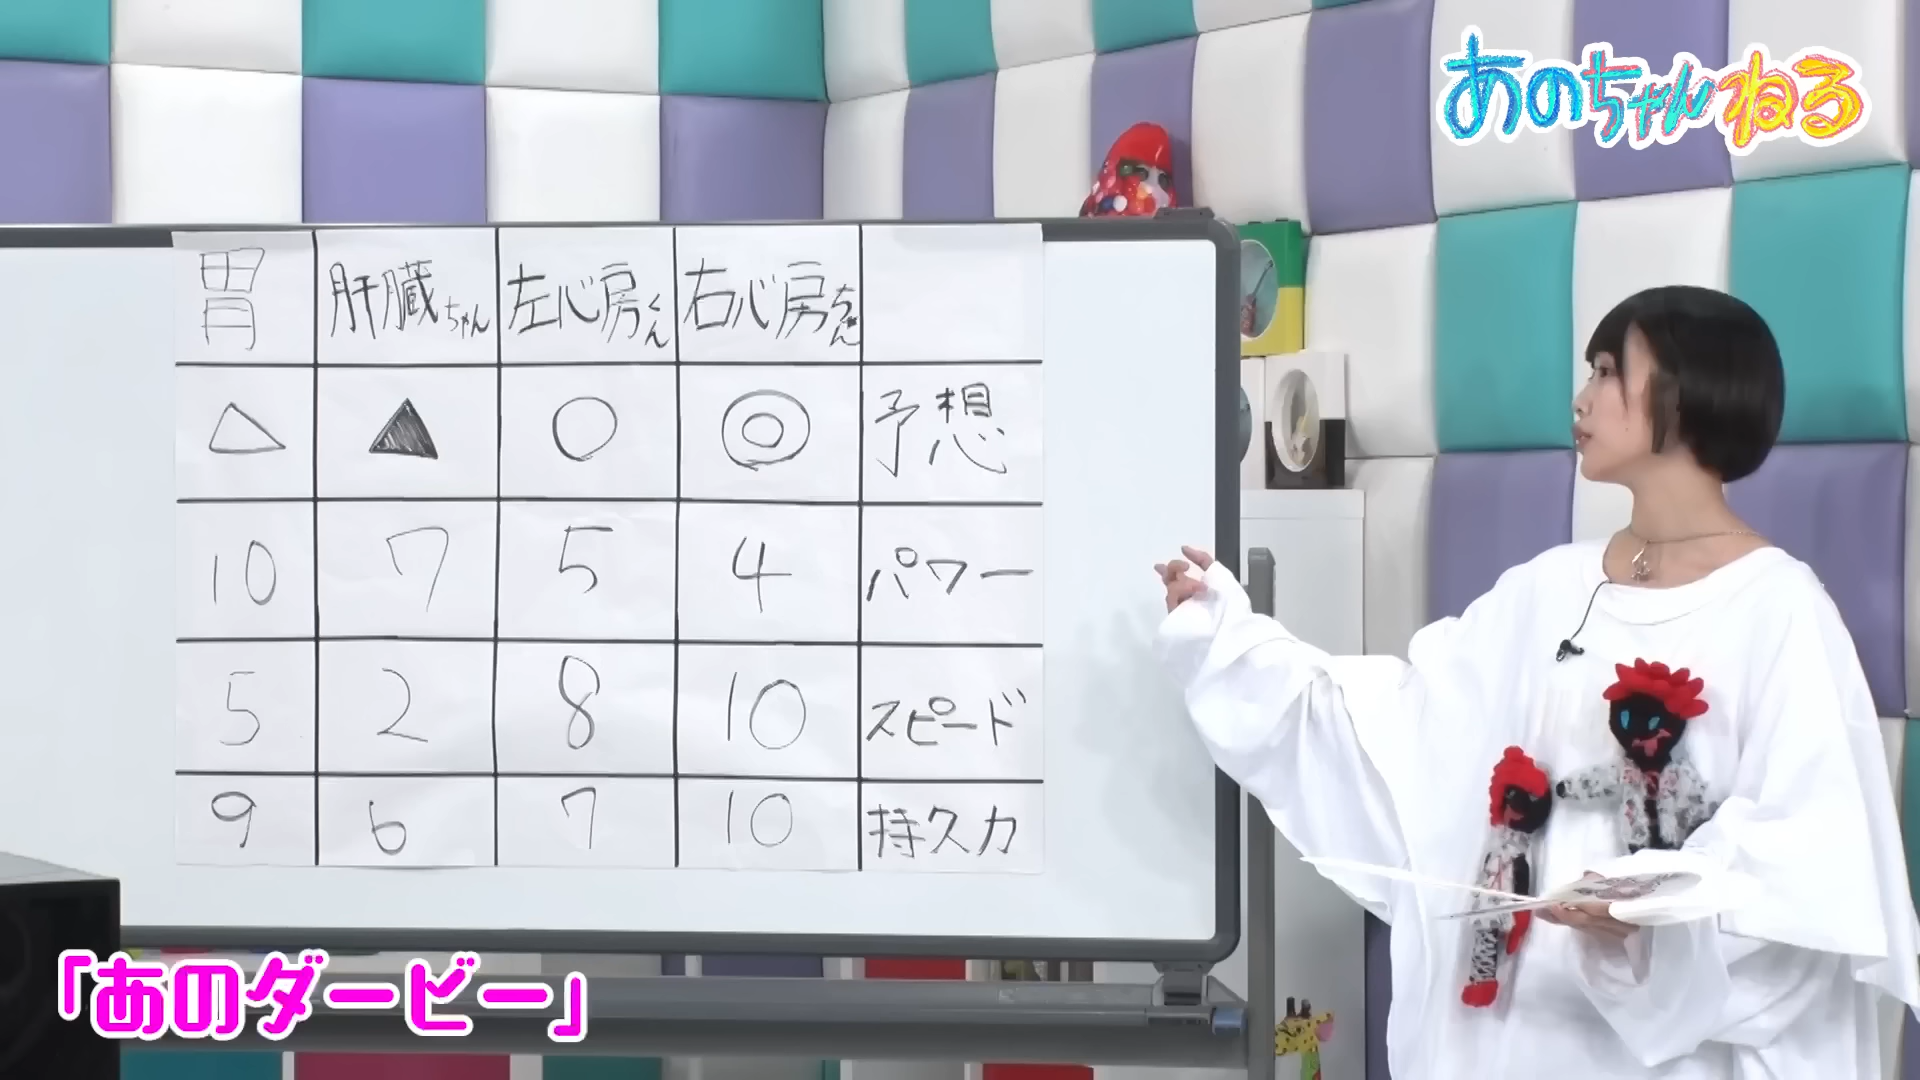 あのちゃんねる
胃 肝臓ちゃん 左心房くん 右心房ちゃん
△ ▲ ○ ◎ 予想
10 7 5 4 パワー
5 2 8 10 スピード
9 6 7 10 持久力
「あのダービー」